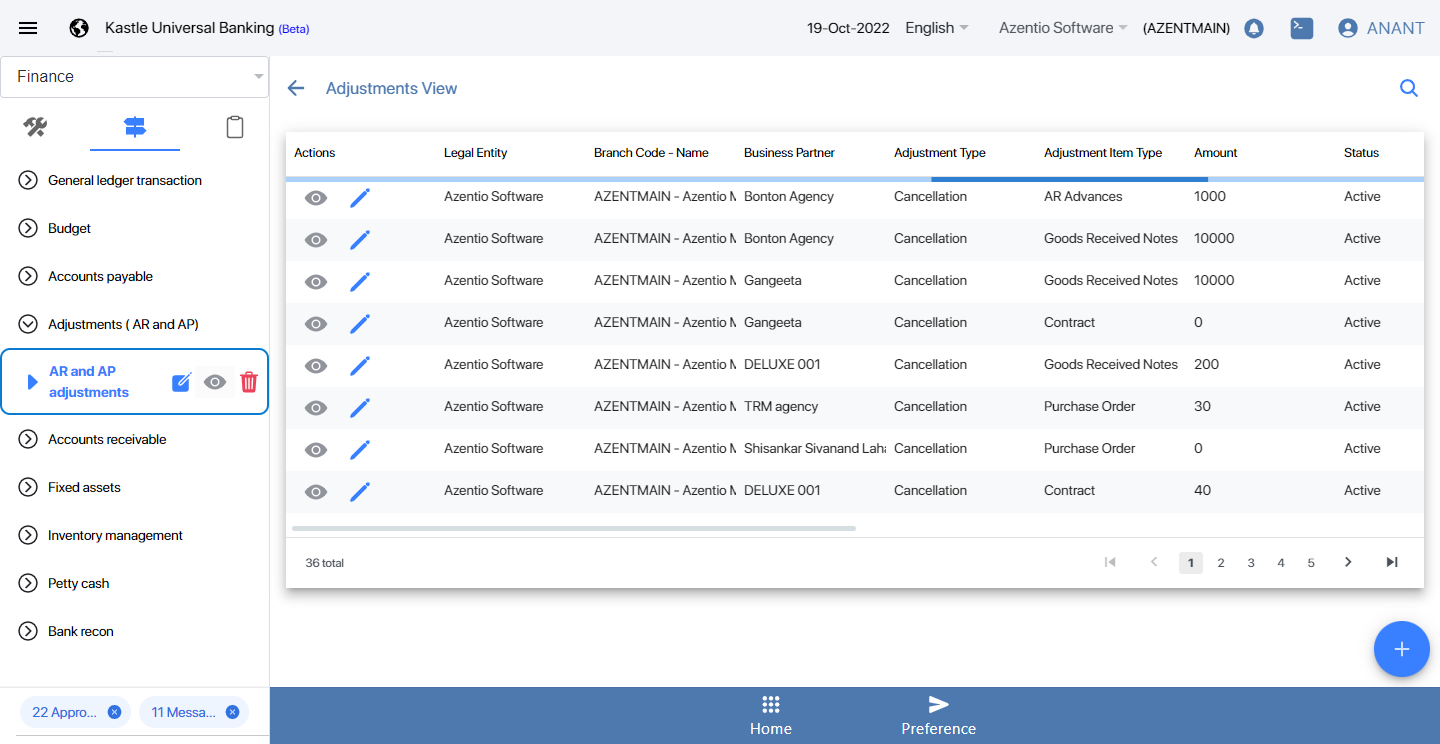 Kastle Universal Banking (Beta)
19-Oct-2022 English Azentio Software (AZENTMAIN) ANANT
Finance
General ledger transaction
Budget
Accounts payable
Adjustments ( AR and AP)
AR and AP
adjustments
Accounts receivable
Fixed assets
Inventory management
Petty cash
Bank recon
22 Appro...
11 Messa...
Adjustments View
Actions Legal Entity Branch Code - Name Business Partner Adjustment Type Adjustment Item Type Amount Status
Azentio Software AZENTMAIN - Azentio M Bonton Agency Cancellation AR Advances 1000 Active
Azentio Software AZENTMAIN - Azentio M Bonton Agency Cancellation Goods Received Notes 10000 Active
Azentio Software AZENTMAIN - Azentio M Gangeeta Cancellation Goods Received Notes 10000 Active
Azentio Software AZENTMAIN - Azentio M Gangeeta Cancellation Contract 0 Active
Azentio Software AZENTMAIN - Azentio M DELUXE 001 Cancellation Goods Received Notes 200 Active
Azentio Software AZENTMAIN - Azentio M TRM agency Cancellation Purchase Order 30 Active
Azentio Software AZENTMAIN - Azentio M Shisankar Sivanand Laha Cancellation Purchase Order 0 Active
Azentio Software AZENTMAIN - Azentio M DELUXE 001 Cancellation Contract 40 Active
36 total
1 2 3 4 5
Home
Preference